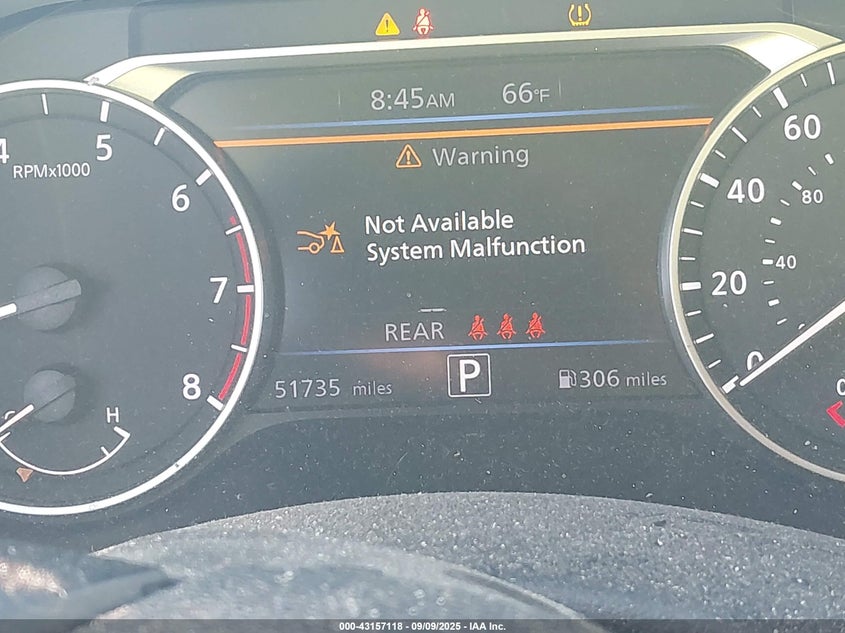 8:45AM 66°F
Warning
Not Available
System Malfunction
REAR
51735 miles P 306 miles
4 5 6 7 8
RPMx1000
H
0 20 40 60
40 80
000-43157118 - 09/09/2025 - IAA Inc.